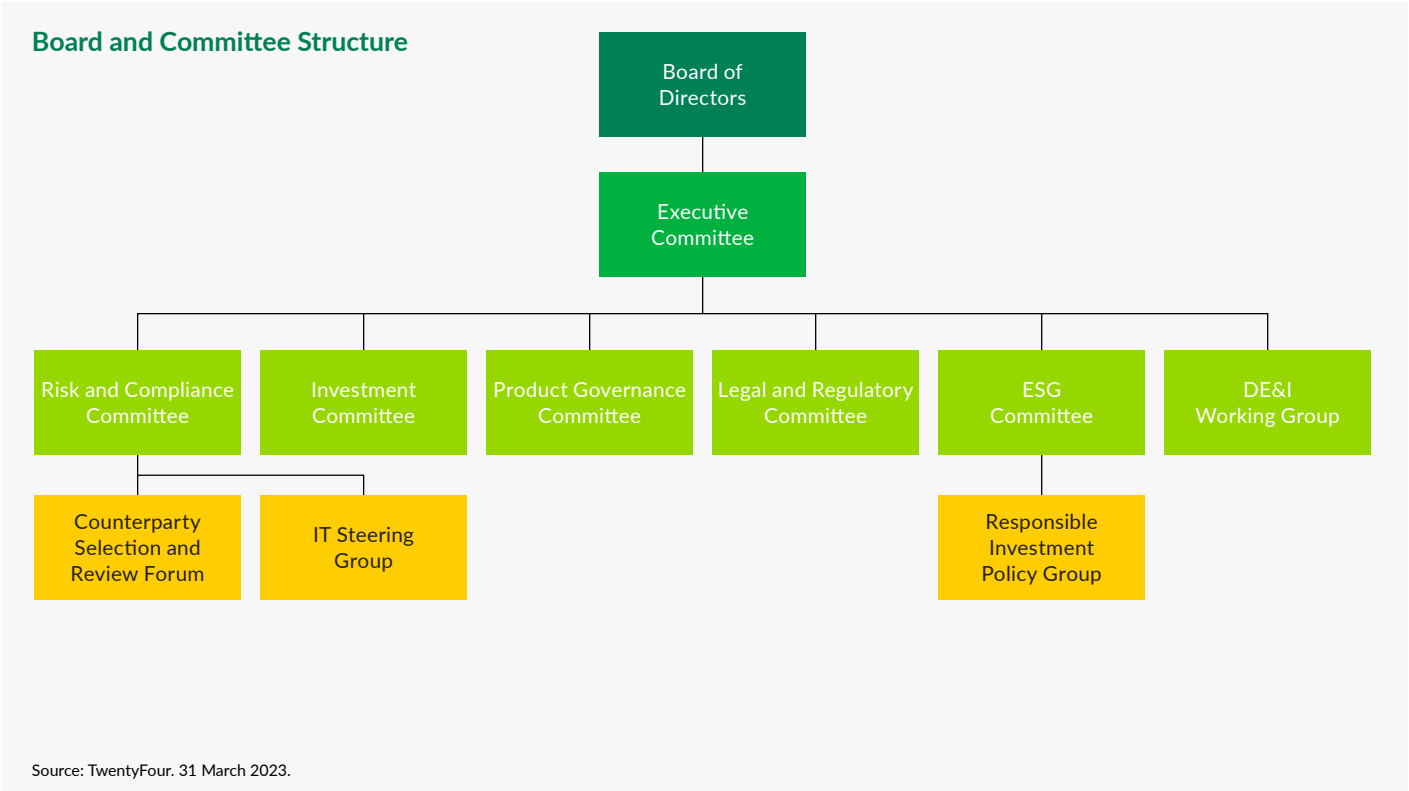 Board and Committee Structure
Board of
Directors
Executive
Committee
Risk and Compliance
Committee
Investment
Committee
Product Governance
Committee
Legal and Regulatory
Committee
ESG
Committee
DE&I
Working Group
Counterparty
Selection and
Review Forum
IT Steering
Group
Responsible
Investment
Policy Group
Source: TwentyFour. 31 March 2023.